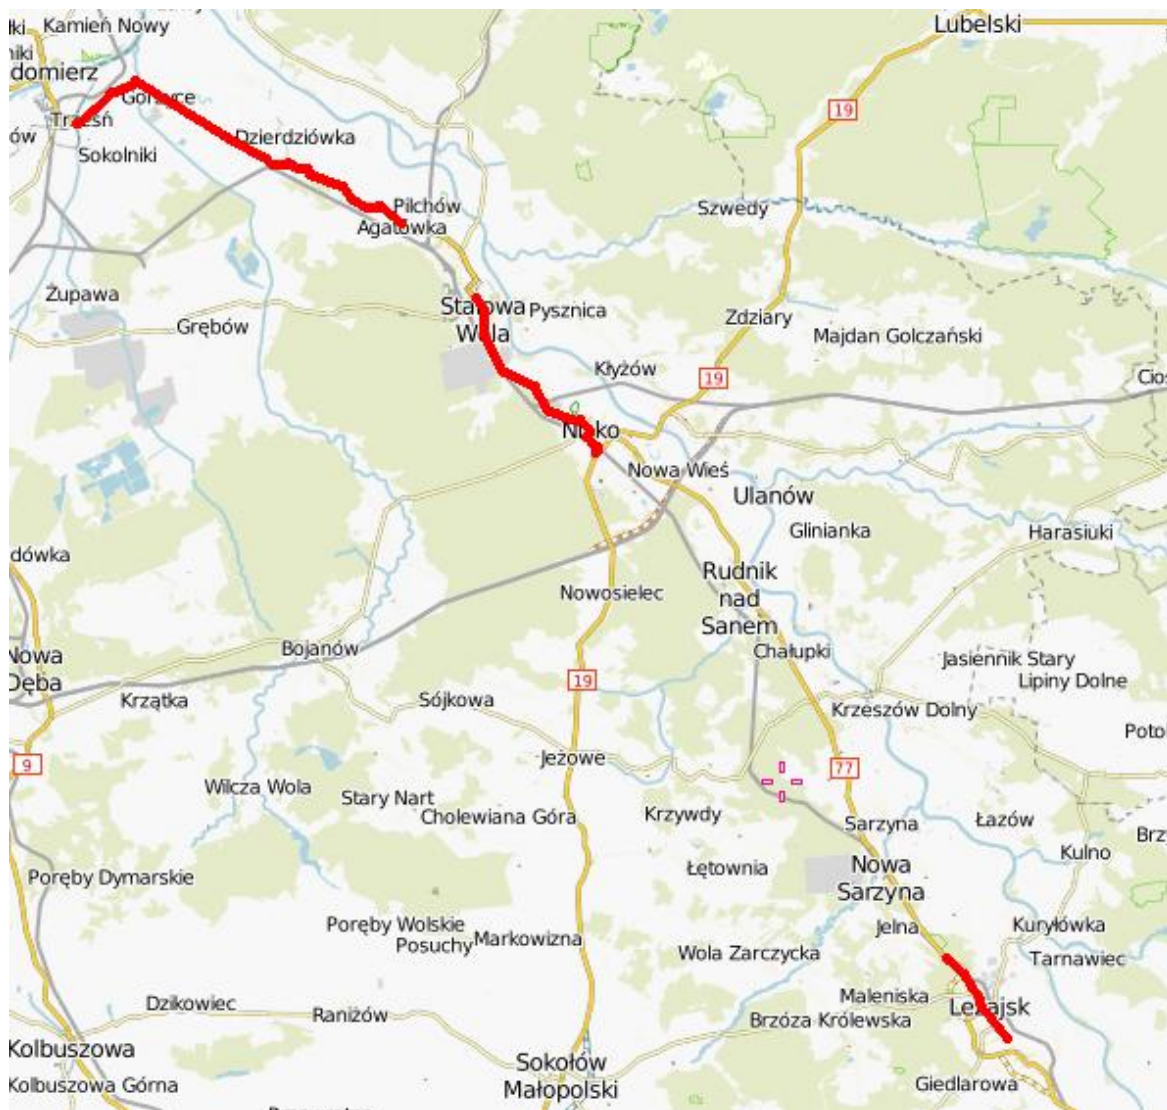 Kamień Nowy
Lubelski
domierz
Gorzyce
19
Trześń
Dzierdziówka
ów
Sokolniki
Pilchów
Szwedy
Agatówka
Żupawa
Stalowa
Wola
Pysznica
Grębów
Zdziary
Majdan Golczański
Kłyżów
19
Nisko
Nowa Wieś
Ulanów
Glinianka
Harasiuki
dówka
Rudnik
nad
Sanem
Nowosielec
Bojanów
Chałupki
Nowa
Dęba
Jasiennik Stary
Lipiny Dolne
19
Krzątka
Sójkowa
Krzeszów Dolny
Poto
Jeżowe
9
77
Wilcza Wola
Stary Nart
Cholewiana Góra
Krzywdy
Sarzyna
Łazów
Kulno
Łętownia
Nowa
Sarzyna
Poręby Dymarskie
Poręby Wolskie
Posuchy
Markowizna
Jelna
Kuryłówka
Wola Zarczycka
Tarnawiec
Dzikowiec
Raniżów
Maleniska
Leżajsk
Brzóza Królewska
Kolbuszowa
Sokołów
Małopolski
Kolbuszowa Górna
Giedlarowa